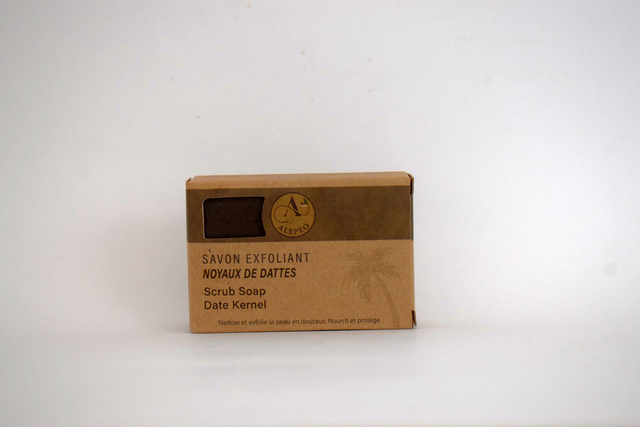 A
ALEPEO
SAVON EXFOLIANT
NOYAUX DE DATTES
Scrub Soap
Date Kernel
Nettoie et exfolie la peau en douceur, Nourrit et protège